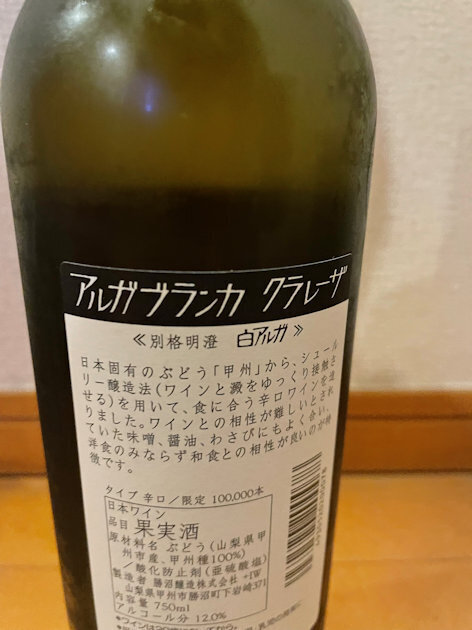 アルガブランカ クラレーザ
≪別格明澄 白アルガ≫
日本固有のぶどう「甲州」から、シュール
リー醸造法(ワインと澱をゆっくり接触さ
せる)を用いて、食に合う辛口ワインを造
りました。ワインとの相性が難しいとされ
ていた味噌、醤油、わさびにもよく合い、
洋食のみならず和食との相性が良いのが特
徴です。
タイプ 辛口/限定 100,000本
日本ワイン
品目 果実酒
原材料名 ぶどう(山梨県甲
州市産、甲州種100%)
/酸化防止剤(亜硫酸塩)
製造者 勝沼醸造株式会社 +IW
山梨県甲州市勝沼町下岩崎371
内容量 750ml
アルコール分 12.0%